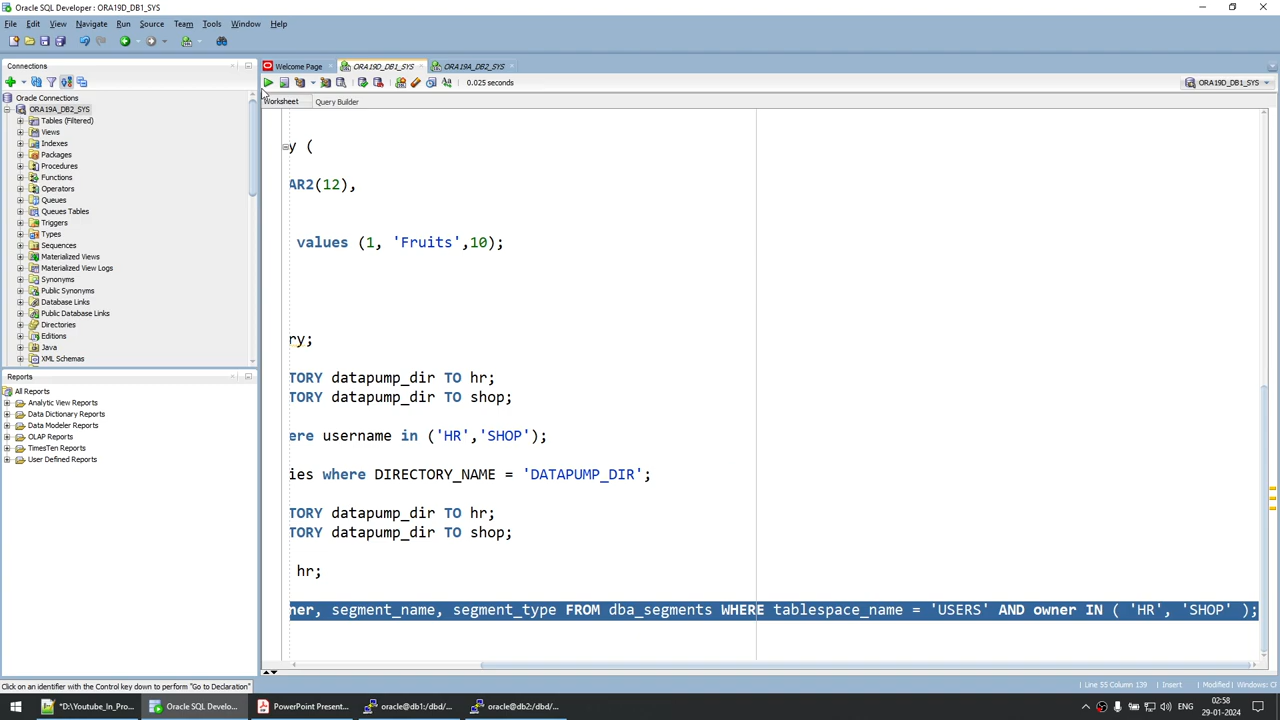 Oracle SQL Developer : ORA19D_DB1_SYS
File Edit View Navigate Run Source Team Tools Window Help
Connections
Oracle Connections
ORA19A_DB2_SYS
Tables (Filtered)
Views
Indexes
Packages
Procedures
Functions
Operators
Queues
Queues Tables
Triggers
Types
Sequences
Materialized Views
Materialized View Logs
Synonyms
Public Synonyms
Database Links
Public Database Links
Directories
Editions
Java
XML Schemas
Reports
All Reports
Analytic View Reports
Data Dictionary Reports
Data Modeler Reports
OLAP Reports
TimesTen Reports
User Defined Reports
Welcome Page ORA19D_DB1_SYS ORA19A_DB2_SYS
0.025 seconds ORA19D_DB1_SYS
Worksheet Query Builder
y (
AR2(12),
values (1, 'Fruits',10);
ry;
TORY datapump_dir TO hr;
TORY datapump_dir TO shop;
ere username in ('HR','SHOP');
ies where DIRECTORY_NAME = 'DATAPUMP_DIR';
TORY datapump_dir TO hr;
TORY datapump_dir TO shop;
hr;
ner, segment_name, segment_type FROM dba_segments WHERE tablespace_name = 'USERS' AND owner IN ( 'HR', 'SHOP' );
Click on an identifier with the Control key down to perform "Go to Declaration"
Line 55 Column 139 Insert Modified Windows: C
*D:\Youtube_In_Pro... Oracle SQL Develo... PowerPoint Present... oracle@db1:/dbd/... oracle@db2:/dbd/...
ENG 02:58
29-01-2024